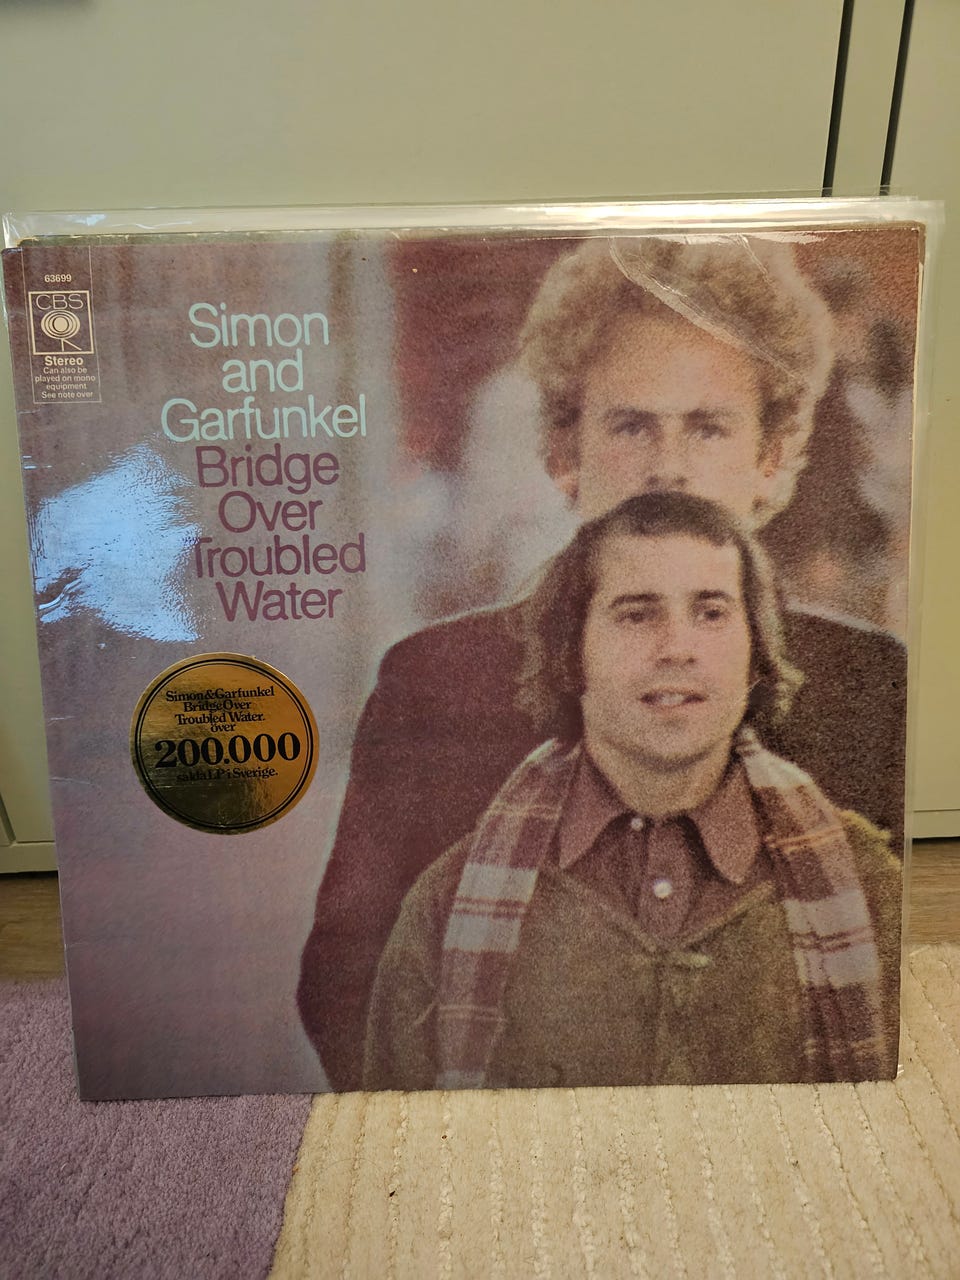 63699
CBS
Stereo
Can also be
played on mono
equipment
See note over
Simon
and
Garfunkel
Bridge
Over
Troubled
Water
Simon&Garfunkel
Bridge Over
Troubled Water.
över
200.000
sålda LP i Sverige.